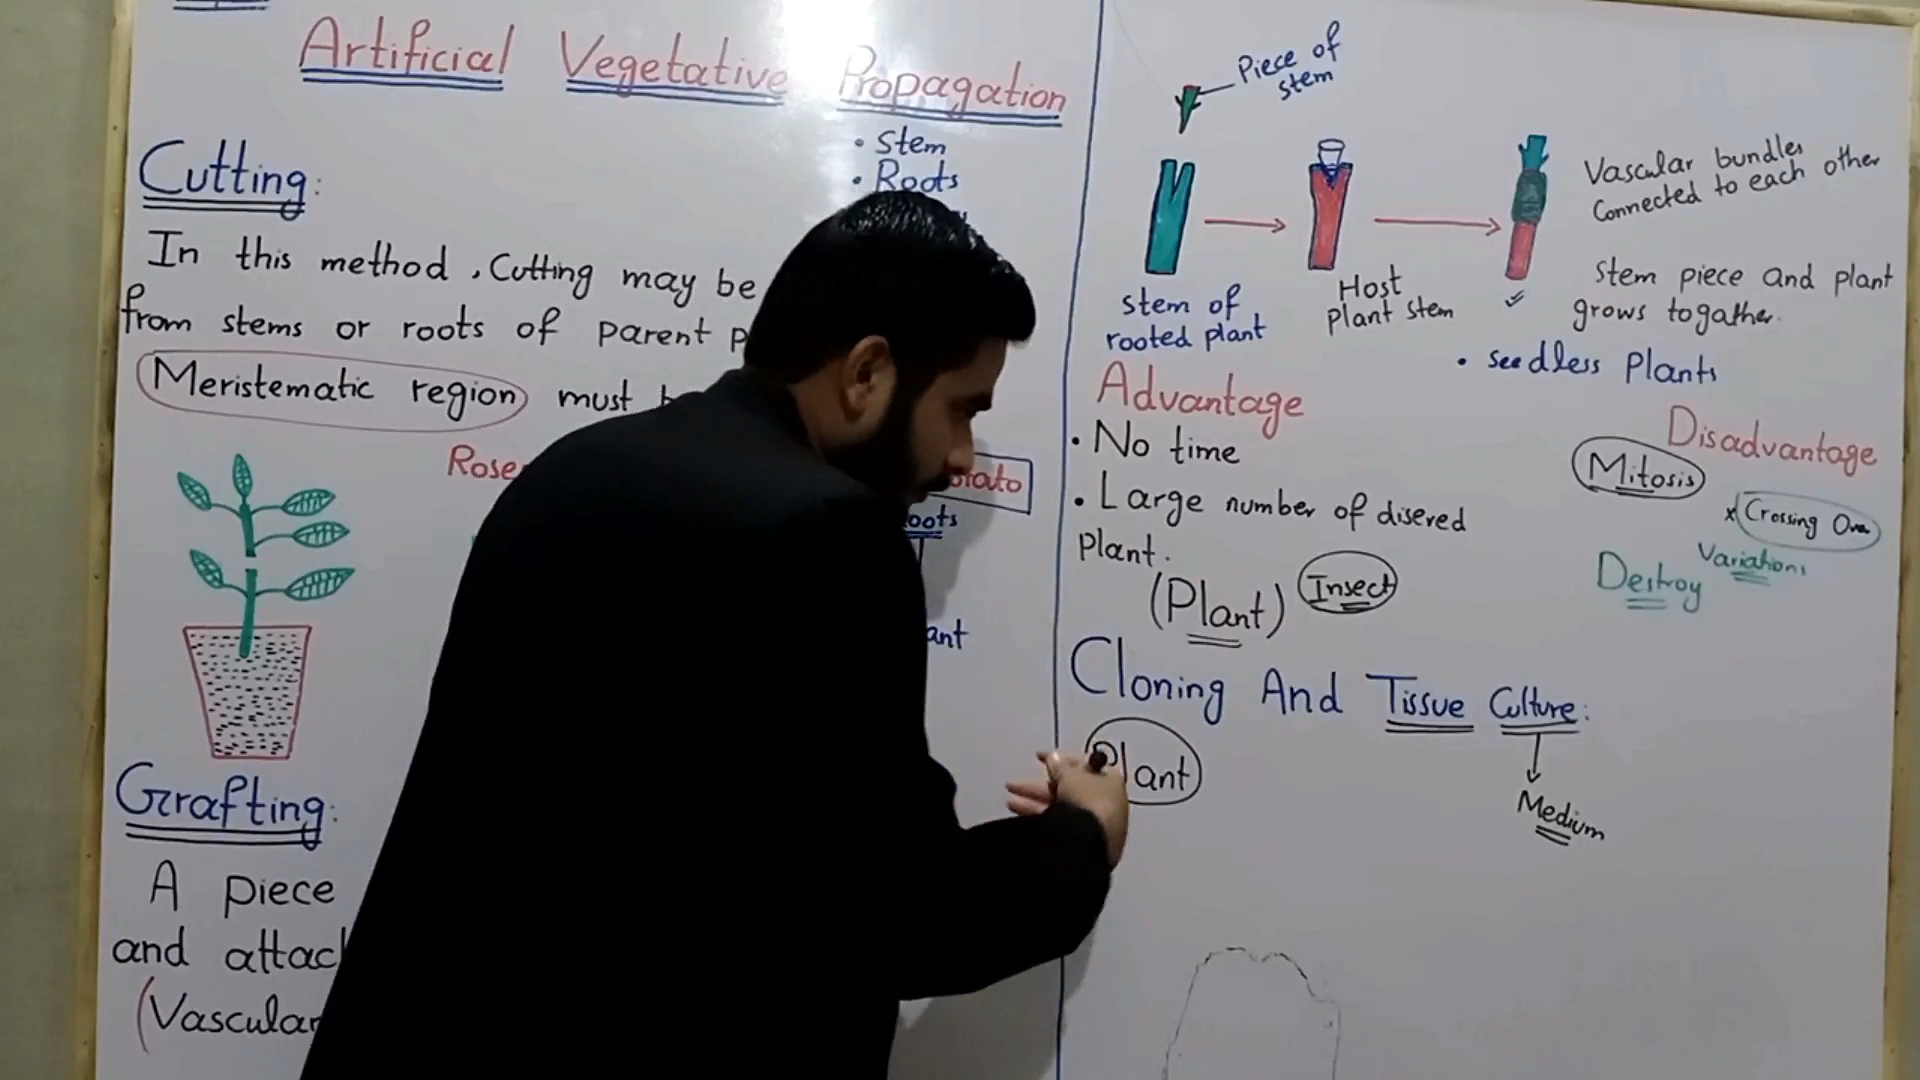 Artificial Vegetative Propagation
• Stem
• Roots
Cutting:
In this method, Cutting may be
from stems or roots of parent
Meristematic region must
Rose
Grafting:
A piece
and attac
(Vascular
Piece of
stem
stem of
rooted plant
Host
plant stem
Vascular bundles
Connected to each other
Stem piece and plant
grows togather.
• seedless Plants
Advantage
• No time
• Large number of disered
Plant.
(Plant) Insect
Disadvantage
Mitosis
x Crossing Over
Variations
Destroy
Cloning And Tissue Culture:
Plant
Medium